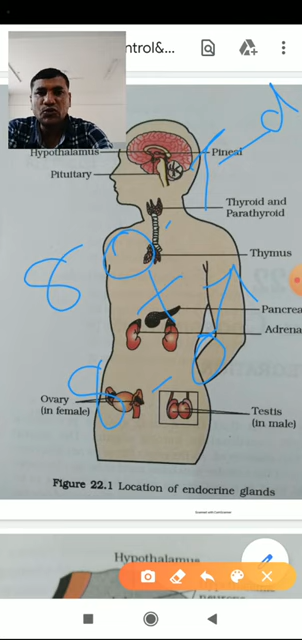 ntrol&...
Hypothalamus
Pineal
Pituitary
Thyroid and
Parathyroid
Thymus
Pancrea
Adrena
Ovary
(in female)
Testis
(in male)
Figure 22.1 Location of endocrine glands
Scanned with CamScanner
Hypothalamus